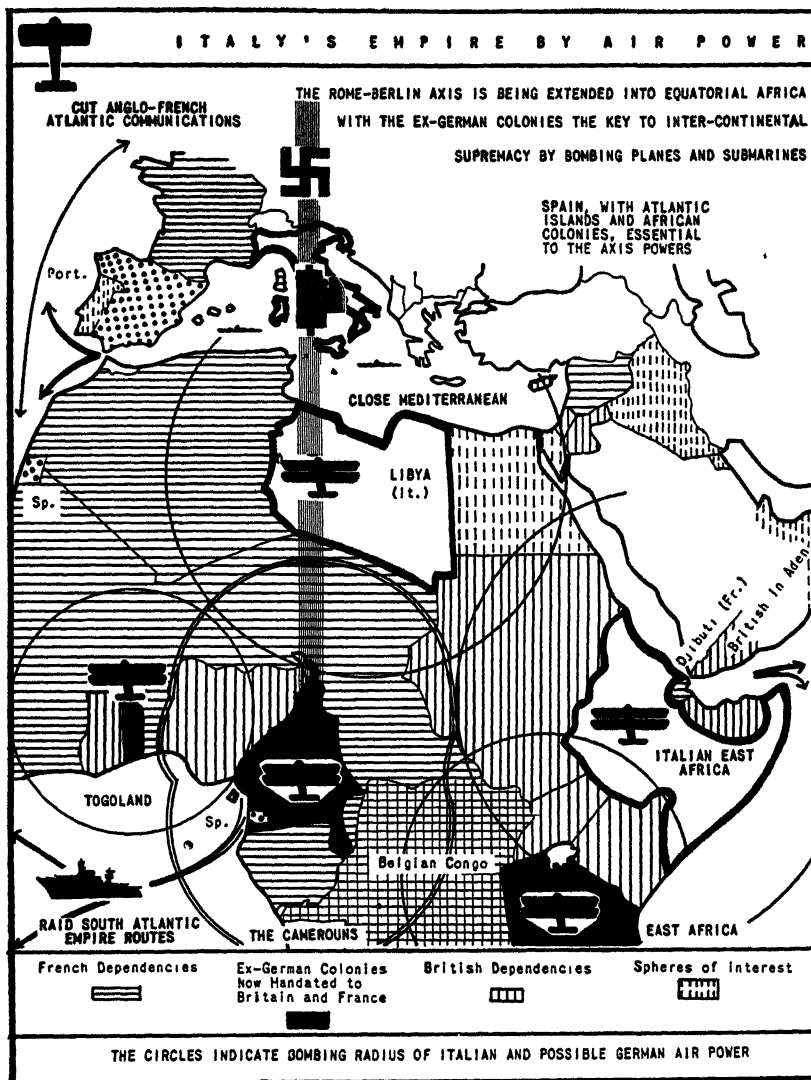 ITALY'S EMPIRE BY AIR POWER
CUT ANGLO-FRENCH
ATLANTIC COMMUNICATIONS
THE ROME-BERLIN AXIS IS BEING EXTENDED INTO EQUATORIAL AFRICA
WITH THE EX-GERMAN COLONIES THE KEY TO INTER-CONTINENTAL
SUPREMACY BY BOMBING PLANES AND SUBMARINES
SPAIN, WITH ATLANTIC
ISLANDS AND AFRICAN
COLONIES, ESSENTIAL
TO THE AXIS POWERS
Port.
CLOSE MEDITERRANEAN
LIBYA
(It.)
Sp.
Djibuti (Fr.)
British in Aden
ITALIAN EAST
AFRICA
TOGOLAND
Sp.
Belgian Congo
RAID SOUTH ATLANTIC
EMPIRE ROUTES
THE CAMEROUNS
EAST AFRICA
French Dependencies
Ex-German Colonies
Now Mandated to
Britain and France
British Dependencies
Spheres of Interest
THE CIRCLES INDICATE BOMBING RADIUS OF ITALIAN AND POSSIBLE GERMAN AIR POWER